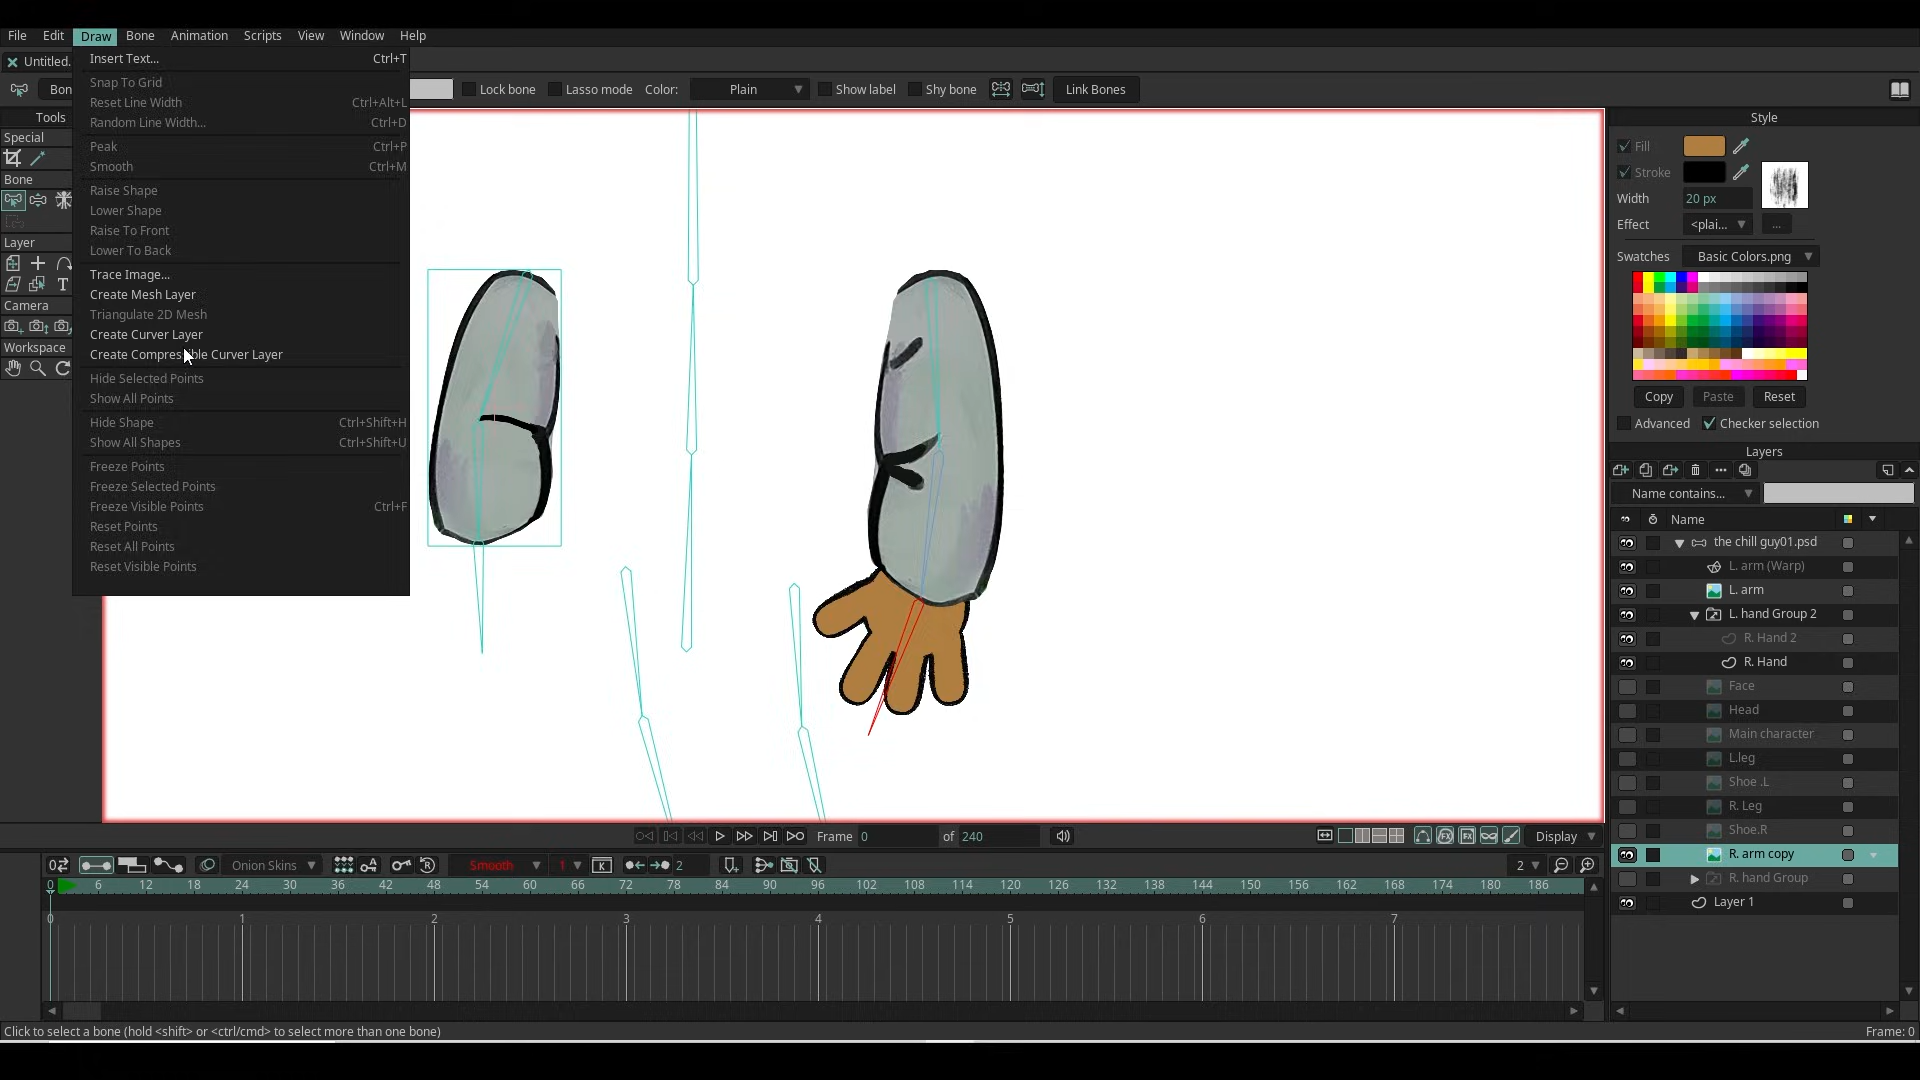 File Edit Draw Bone Animation Scripts View Window Help
Untitled.
Insert Text... Ctrl+T
Snap To Grid
Reset Line Width Ctrl+Alt+L
Random Line Width... Ctrl+D
Peak Ctrl+P
Smooth Ctrl+M
Raise Shape
Lower Shape
Raise To Front
Lower To Back
Trace Image...
Create Mesh Layer
Triangulate 2D Mesh
Create Curver Layer
Create Compressible Curver Layer
Hide Selected Points
Show All Points
Hide Shape Ctrl+Shift+H
Show All Shapes Ctrl+Shift+U
Freeze Points
Freeze Selected Points
Freeze Visible Points Ctrl+F
Reset Points
Reset All Points
Reset Visible Points
Bon
Lock bone Lasso mode Color: Plain Show label Shy bone Link Bones
Tools
Special
Bone
Layer
Camera
Workspace
Style
Fill
Stroke
Width 20 px
Effect <plai... ...
Swatches Basic Colors.png
Copy Paste Reset
Advanced Checker selection
Layers
Name contains...
Name
the chill guy01.psd
L. arm (Warp)
L. arm
L. hand Group 2
R. Hand 2
R. Hand
Face
Head
Main character
L.leg
Shoe .L
R. Leg
Shoe.R
R. arm copy
R. hand Group
Layer 1
Frame 0 of 240 Display
Onion Skins Smooth 1 2 2
0 6 12 18 24 30 36 42 48 54 60 66 72 78 84 90 96 102 108 114 120 126 132 138 144 150 156 162 168 174 180 186
0 1 2 3 4 5 6 7
Click to select a bone (hold <shift> or <ctrl/cmd> to select more than one bone) Frame: 0